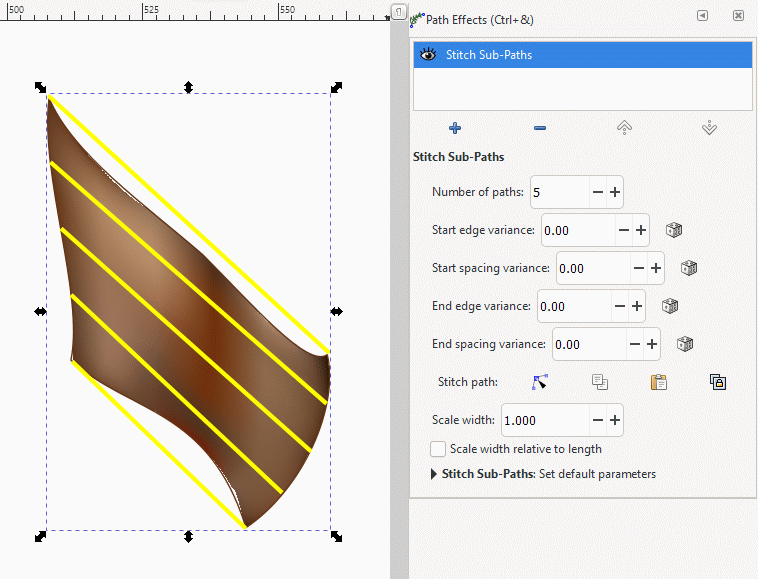 500 525 550
Path Effects (Ctrl+&)
Stitch Sub-Paths
Stitch Sub-Paths
Number of paths: 5
Start edge variance: 0.00
Start spacing variance: 0.00
End edge variance: 0.00
End spacing variance: 0.00
Stitch path:
Scale width: 1.000
Scale width relative to length
Stitch Sub-Paths: Set default parameters